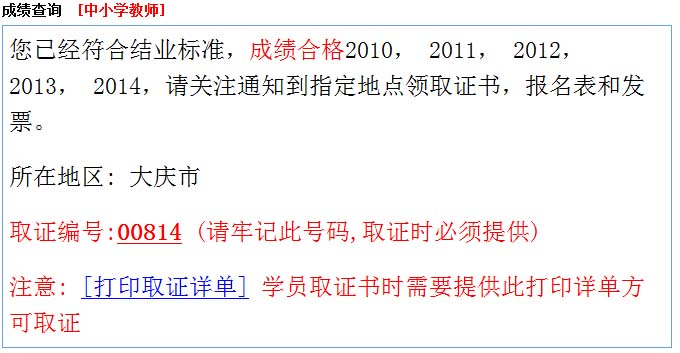 成绩查询 [中小学教师]
您已经符合结业标准，成绩合格2010， 2011， 2012，
2013， 2014，请关注通知到指定地点领取证书，报名表和发
票。
所在地区: 大庆市
取证编号:00814 (请牢记此号码,取证时必须提供)
注意: [打印取证详单] 学员取证书时需要提供此打印详单方
可取证